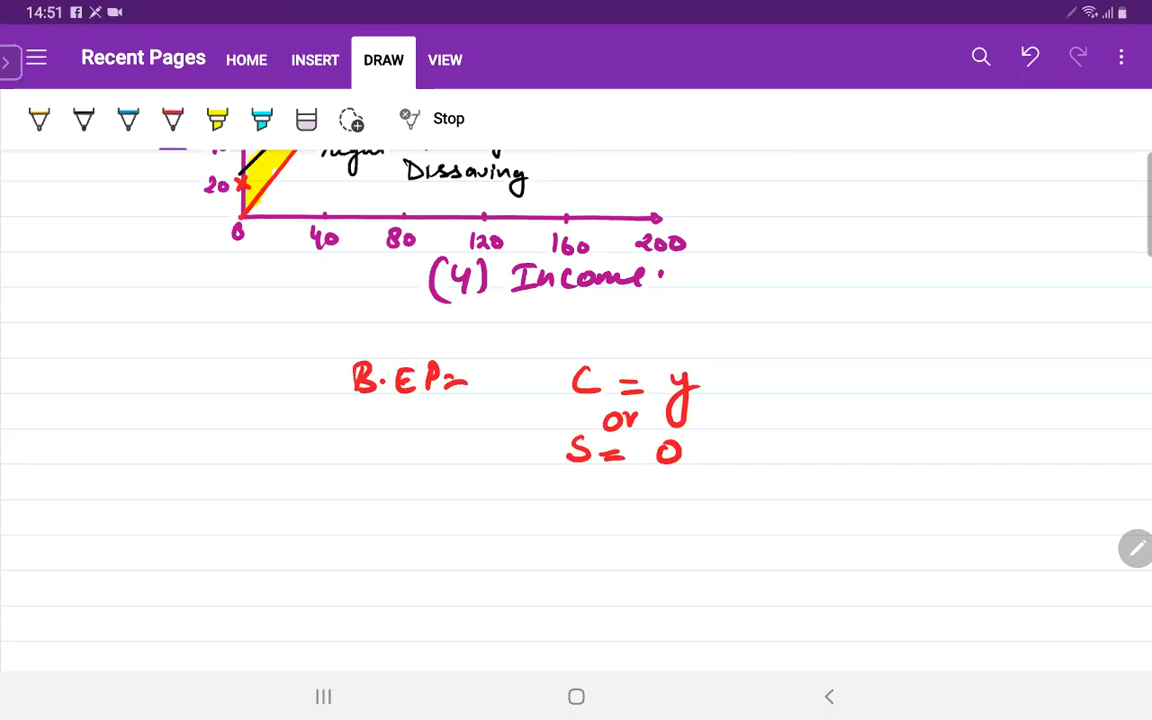 14:51
Recent Pages HOME INSERT DRAW VIEW
Stop
Dissaving
20
0 40 80 120 160 200
(Y) Income.
B.EP= C = y
or
S = 0